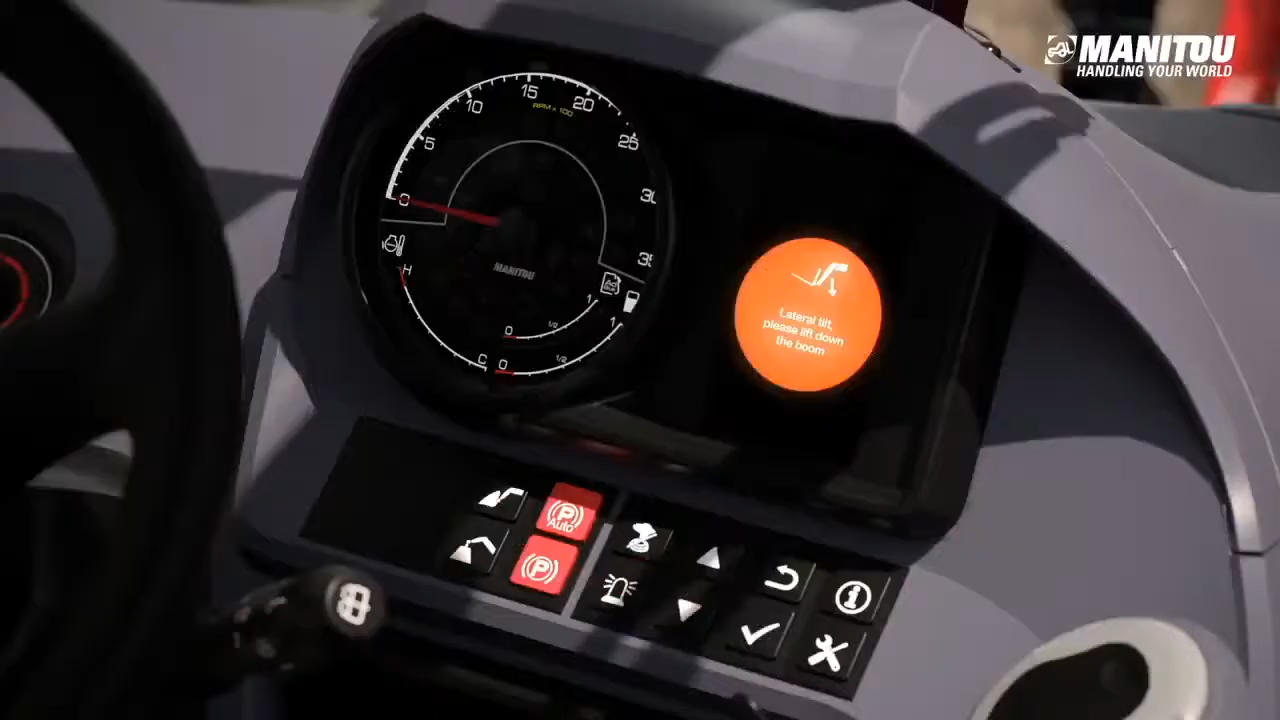 MANITOU
HANDLING YOUR WORLD
0
5
10
15
20
25
30
35
RPM x 100
MANITOU
H
C
0
1/2
1
0
1/2
1
Lateral tilt,
please lift down
the boom
P
Auto
P